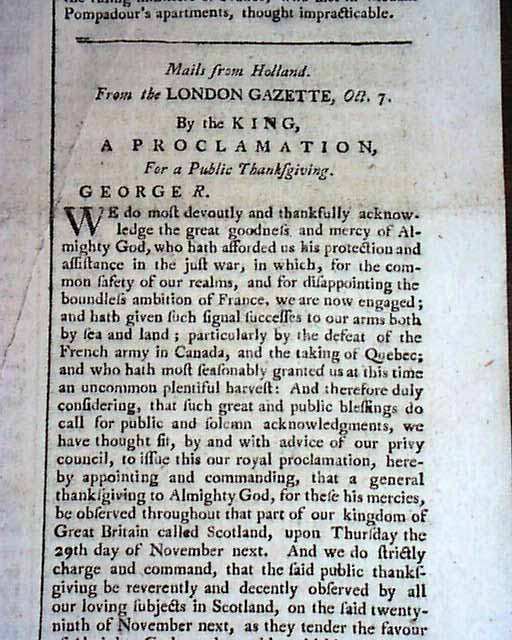 Pompadour's apartments, thought impracticable.
Mails from Holland.
From the LONDON GAZETTE, Oct. 7.
By the KING,
A PROCLAMATION,
For a Public Thankſgiving.
GEORGE R.
WE do moſt devoutly and thankfully acknow-
ledge the great goodneſs and mercy of Al-
mighty God, who hath afforded us his protection and
aſſiſtance in the juſt war, in which, for the com-
mon ſafety of our realms, and for diſappointing the
boundleſs ambition of France, we are now engaged;
and hath given ſuch ſignal ſucceſſes to our arms both
by ſea and land; particularly by the defeat of the
French army in Canada, and the taking of Quebec;
and who hath moſt ſeaſonably granted us at this time
an uncommon plentiful harveſt: And therefore duly
conſidering, that ſuch great and public bleſſings do
call for public and ſolemn acknowledgments, we
have thought fit, by and with advice of our privy
council, to iſſue this our royal proclamation, here-
by appointing and commanding, that a general
thankſgiving to Almighty God, for theſe his mercies,
be obſerved throughout that part of our kingdom of
Great Britain called Scotland, upon Thurſday the
29th day of November next. And we do ſtrictly
charge and command, that the ſaid public thankſ-
giving be reverently and decently obſerved by all
our loving ſubjects in Scotland, on the ſaid twenty-
ninth of November next, as they tender the favour